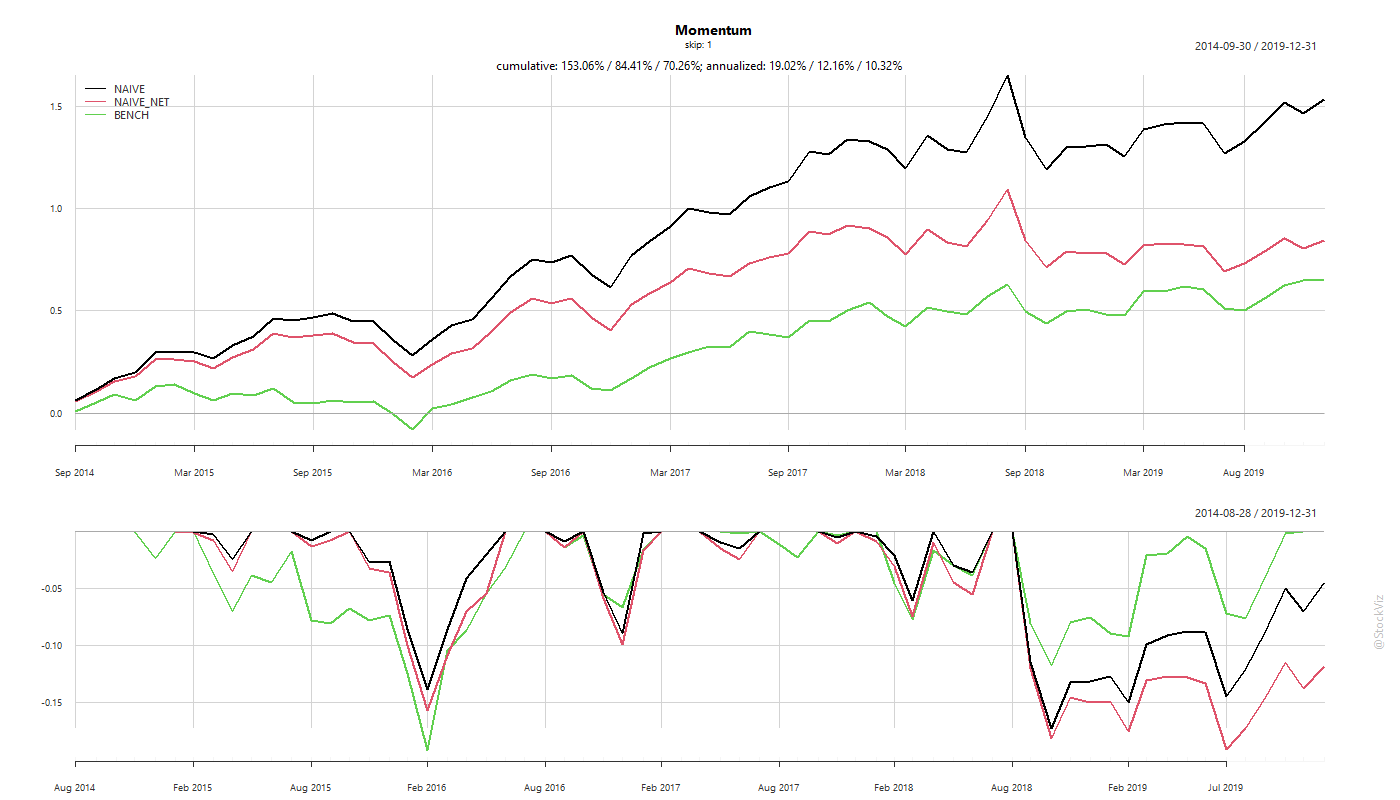 Momentum
skip: 1
2014-09-30 / 2019-12-31
cumulative: 153.06% / 84.41% / 70.26%; annualized: 19.02% / 12.16% / 10.32%
NAIVE
NAIVE_NET
BENCH
1.5
1.0
0.5
0.0
Sep 2014 Mar 2015 Sep 2015 Mar 2016 Sep 2016 Mar 2017 Sep 2017 Mar 2018 Sep 2018 Mar 2019 Aug 2019
2014-08-28 / 2019-12-31
-0.05
-0.10
-0.15
Aug 2014 Feb 2015 Aug 2015 Feb 2016 Aug 2016 Feb 2017 Aug 2017 Feb 2018 Aug 2018 Feb 2019 Jul 2019
@StockViz